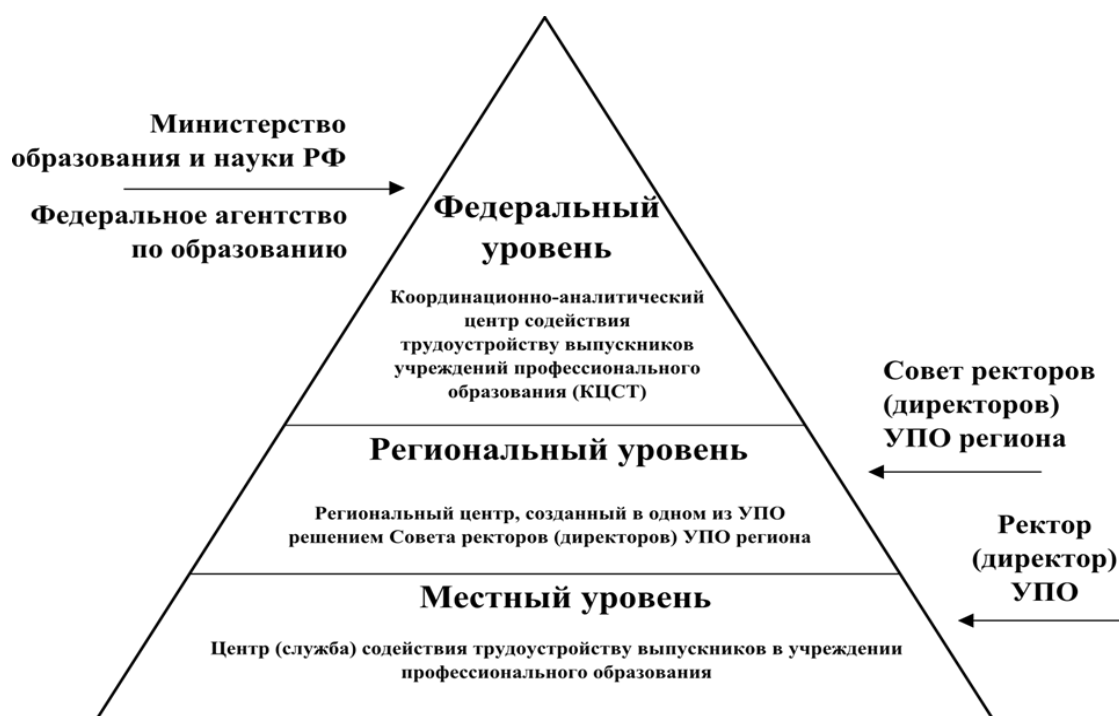 Министерство
образования и науки РФ
Федеральное агентство
по образованию
Федеральный
уровень
Координационно-аналитический
центр содействия
трудоустройству выпускников
учреждений профессионального
образования (КЦСТ)
Совет ректоров
(директоров)
УПО региона
Региональный уровень
Региональный центр, созданный в одном из УПО
решением Совета ректоров (директоров) УПО региона
Ректор
(директор)
УПО
Местный уровень
Центр (служба) содействия трудоустройству выпускников в учреждении
профессионального образования